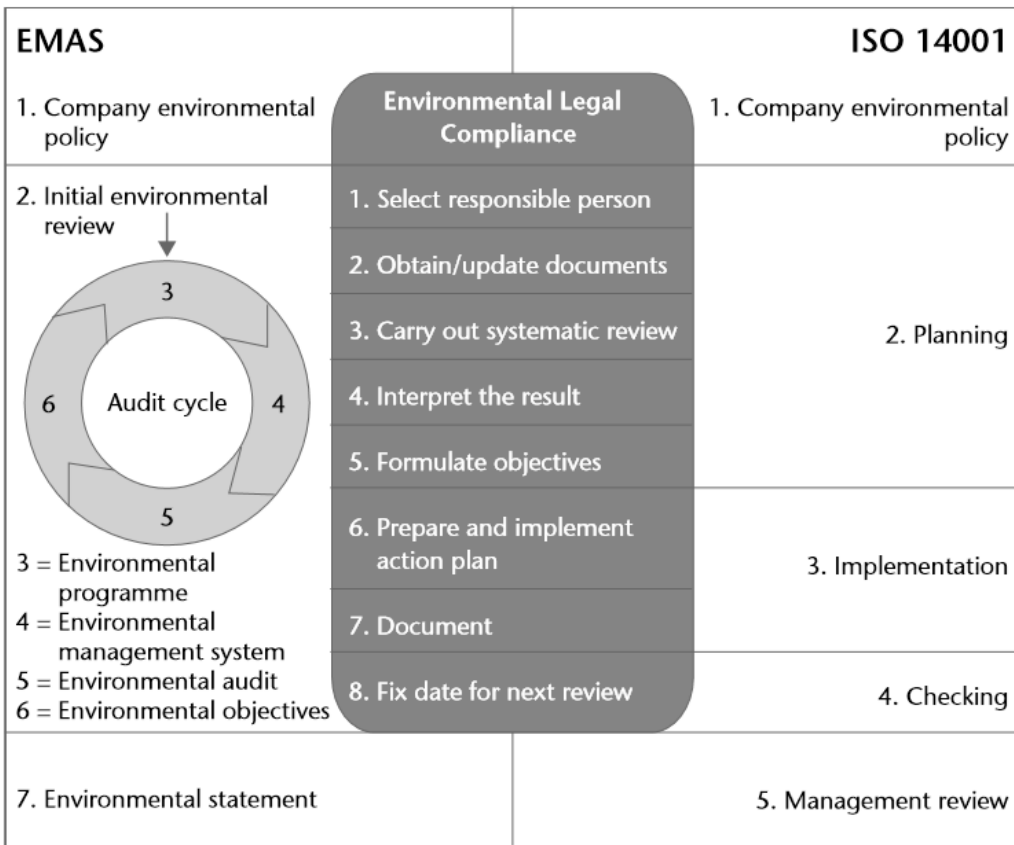 EMAS
ISO 14001
1. Company environmental
policy
Environmental Legal
Compliance
1. Company environmental
policy
2. Initial environmental
review
3
4
5
6
Audit cycle
3 = Environmental
programme
4 = Environmental
management system
5 = Environmental audit
6 = Environmental objectives
1. Select responsible person
2. Obtain/update documents
3. Carry out systematic review
4. Interpret the result
5. Formulate objectives
6. Prepare and implement
action plan
7. Document
8. Fix date for next review
2. Planning
3. Implementation
4. Checking
7. Environmental statement
5. Management review